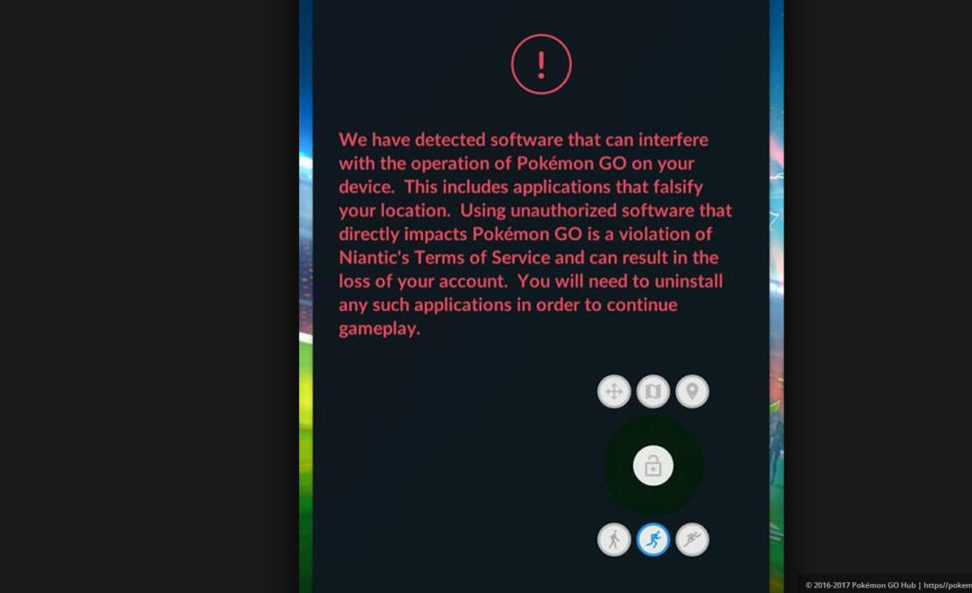 We have detected software that can interfere
with the operation of Pokémon GO on your
device. This includes applications that falsify
your location. Using unauthorized software that
directly impacts Pokémon GO is a violation of
Niantic's Terms of Service and can result in the
loss of your account. You will need to uninstall
any such applications in order to continue
gameplay.
© 2016-2017 Pokémon GO Hub | https//pokem